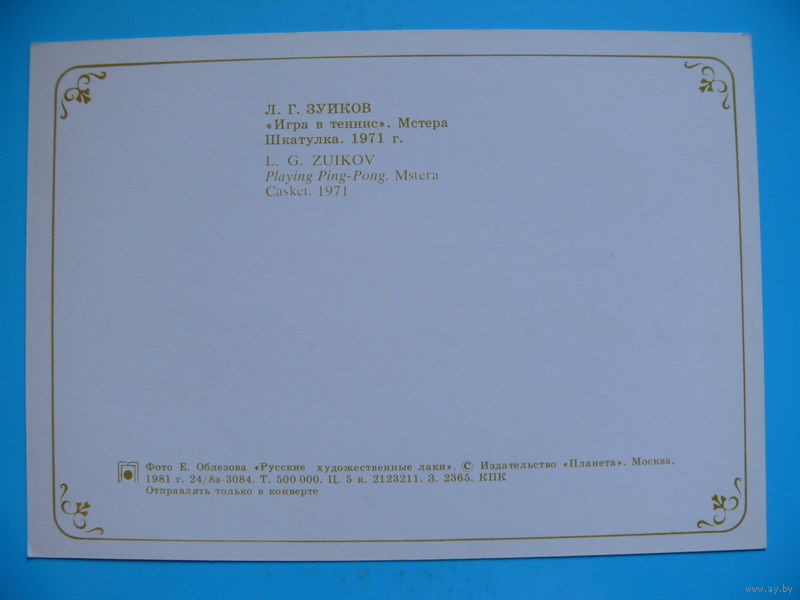 Л. Г. ЗУИКОВ
«Игра в теннис». Мстера
Шкатулка. 1971 г.
L. G. ZUIKOV
Playing Ping-Pong. Mstera
Casket. 1971
Фото Е. Облезова «Русские художественные лаки». © Издательство «Планета». Москва,
1981 г. 24/8а-3084. Т. 500 000. Ц. 5 к. 2123211. З. 2365. КПК
Отправлять только в конверте
www.ay.by